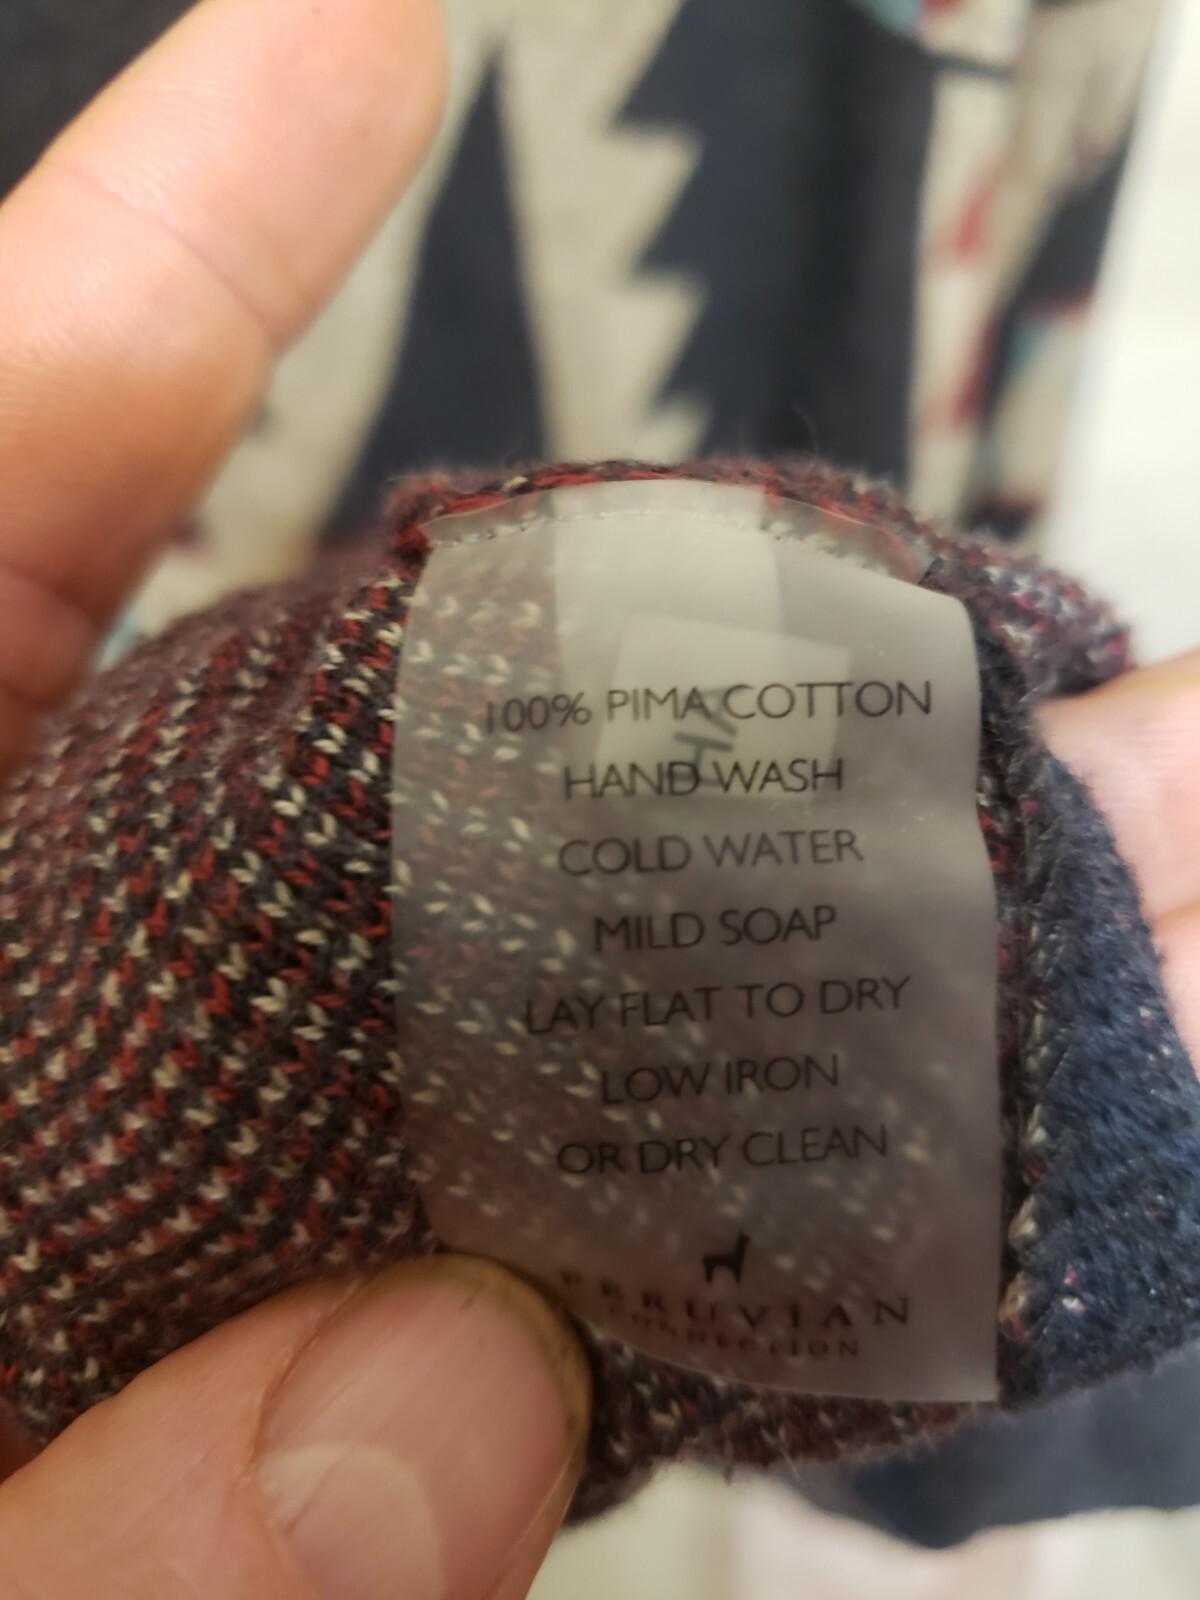 100% PIMA COTTON
HAND WASH
COLD WATER
MILD SOAP
LAY FLAT TO DRY
LOW IRON
OR DRY CLEAN
PERUVIAN
CONNECTION